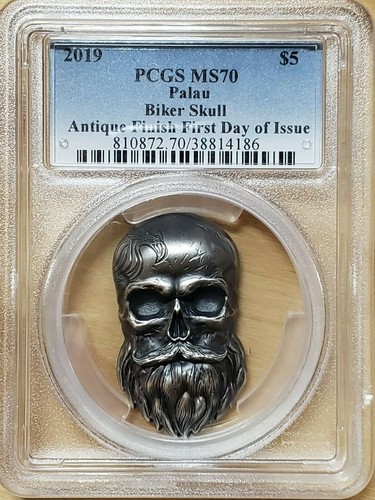 2019 $5
PCGS MS70
Palau
Biker Skull
Antique Finish First Day of Issue
810872.70/38814186